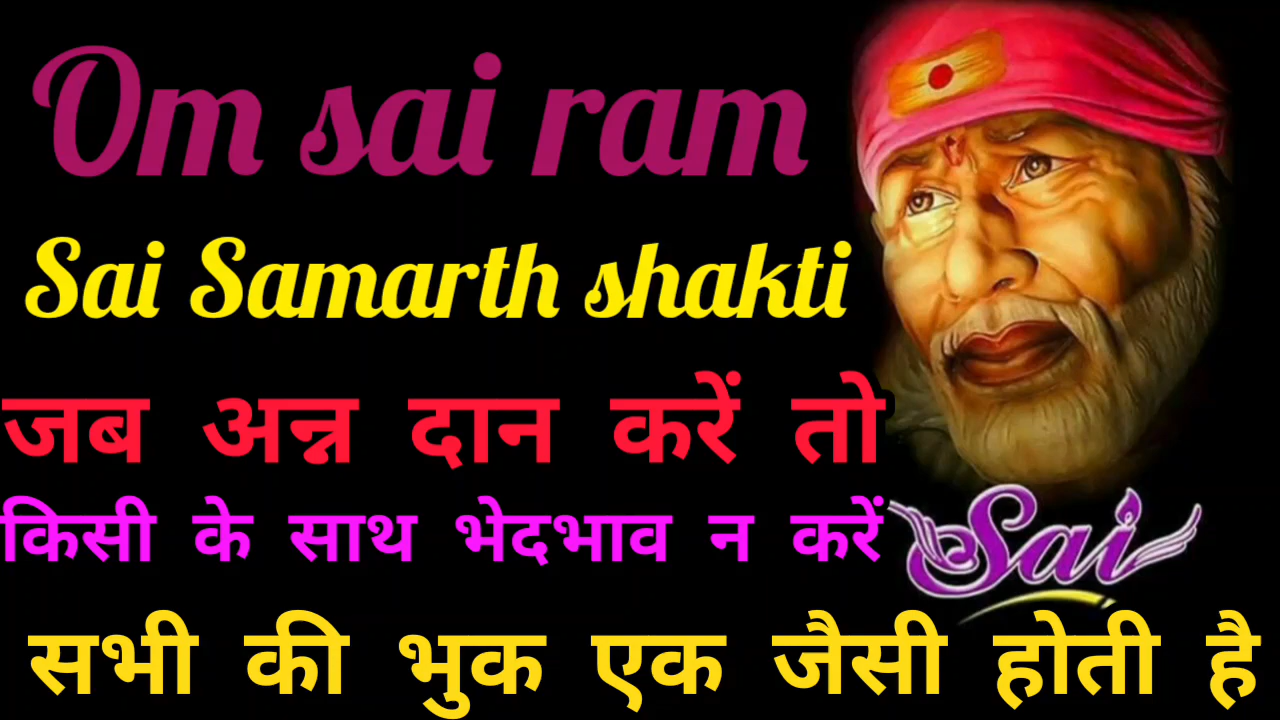 Om sai ram
Sai Samarth shakti
जब अन्न दान करें तो
किसी के साथ भेदभाव न करें
Sai
सभी की भुक एक जैसी होती है